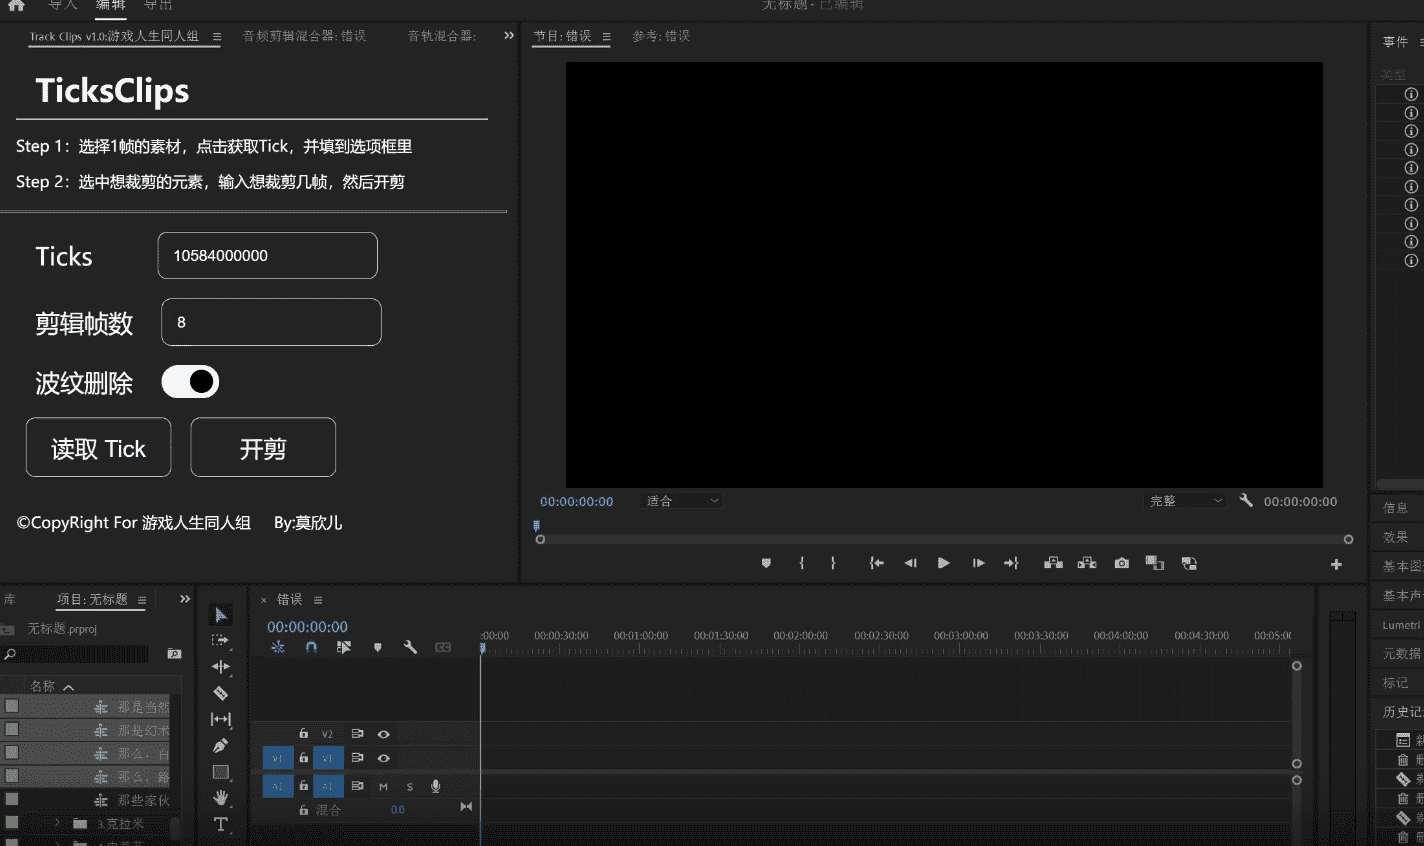 导入 编辑 导出
无标题 - 已编辑
Track Clips v1.0:游戏人生同人组
音频剪辑混合器: 错误
音轨混合器:
TicksClips
Step 1：选择1帧的素材，点击获取Tick，并填到选项框里
Step 2：选中想裁剪的元素，输入想裁剪几帧，然后开剪
Ticks
10584000000
剪辑帧数
8
波纹删除
读取 Tick
开剪
©CopyRight For 游戏人生同人组 By:莫欣儿
节目: 错误
参考: 错误
00:00:00:00
适合
完整
00:00:00:00
事件
类型
信息
效果
基本图
基本声
Lumetri
元数据
标记
历史记
库
项目: 无标题
无标题.prproj
名称
那是当然
那是幻术
那么，白
那么，路
那些家伙
3.克拉米
错误
00:00:00:00
:00:00 00:00:30:00 00:01:00:00 00:01:30:00 00:02:00:00 00:02:30:00 00:03:00:00 00:03:30:00 00:04:00:00 00:04:30:00 00:05:0
V2
V1 V1
A1 A1 M S
混合 0.0